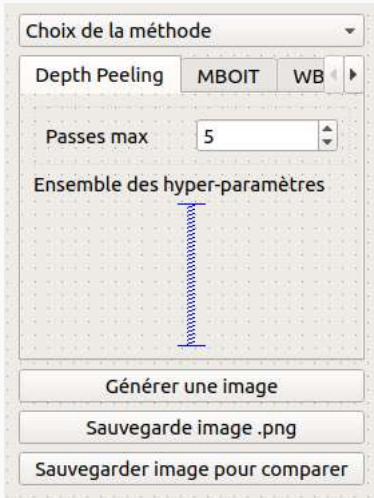 Choix de la méthode
Depth Peeling MBOIT WB
Passes max 5
Ensemble des hyper-paramètres
Générer une image
Sauvegarde image .png
Sauvegarder image pour comparer